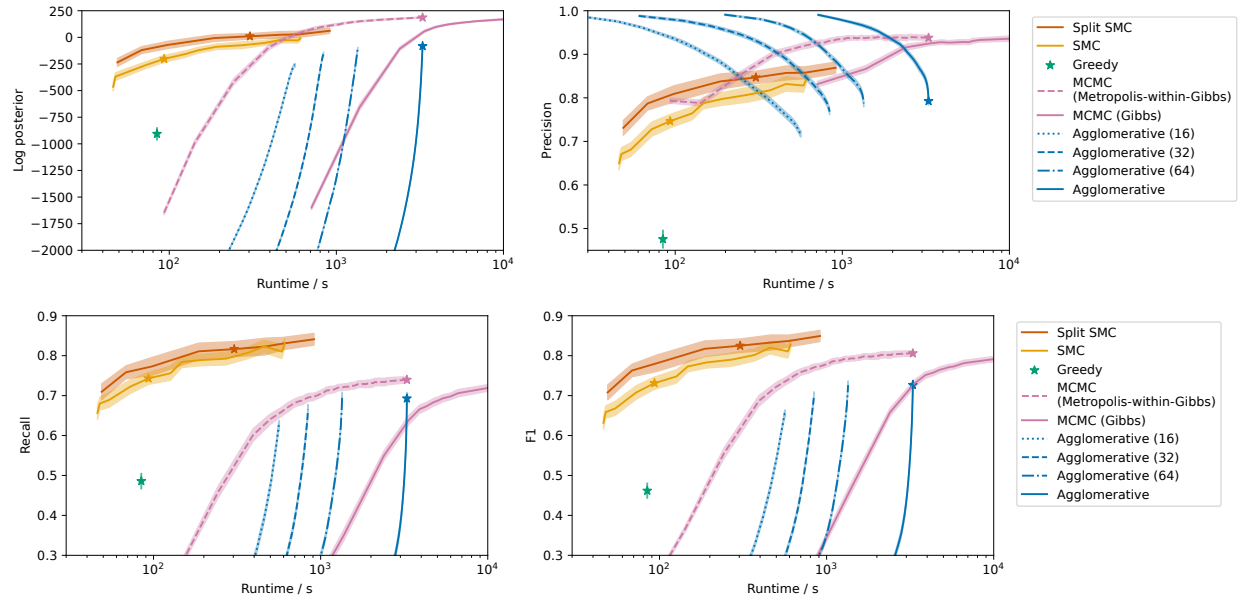 250
0
−250
−500
−750
−1000
−1250
−1500
−1750
−2000
Log posterior
10²
10³
10⁴
Runtime / s
1.0
0.9
0.8
0.7
0.6
0.5
Precision
10²
10³
10⁴
Runtime / s
Split SMC
SMC
Greedy
MCMC
(Metropolis-within-Gibbs)
MCMC (Gibbs)
Agglomerative (16)
Agglomerative (32)
Agglomerative (64)
Agglomerative
0.9
0.8
0.7
0.6
0.5
0.4
0.3
Recall
10²
10³
10⁴
Runtime / s
0.9
0.8
0.7
0.6
0.5
0.4
0.3
F1
10²
10³
10⁴
Runtime / s
Split SMC
SMC
Greedy
MCMC
(Metropolis-within-Gibbs)
MCMC (Gibbs)
Agglomerative (16)
Agglomerative (32)
Agglomerative (64)
Agglomerative